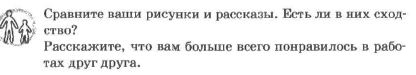 Сравните ваши рисунки и рассказы. Есть ли в них сход-
ство?
Расскажите, что вам больше всего понравилось в рабо-
тах друг друга.